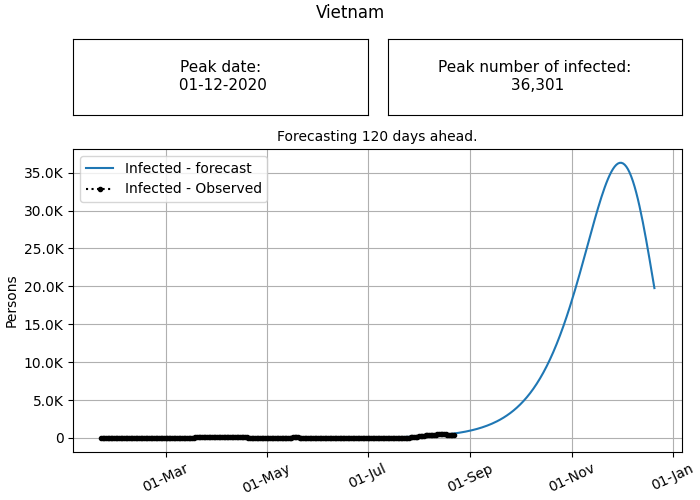 Vietnam
Peak date:
01-12-2020
Peak number of infected:
36,301
Forecasting 120 days ahead.
Infected - forecast
Infected - Observed
35.0K
30.0K
25.0K
20.0K
15.0K
10.0K
5.0K
0
Persons
01-Mar
01-May
01-Jul
01-Sep
01-Nov
01-Jan